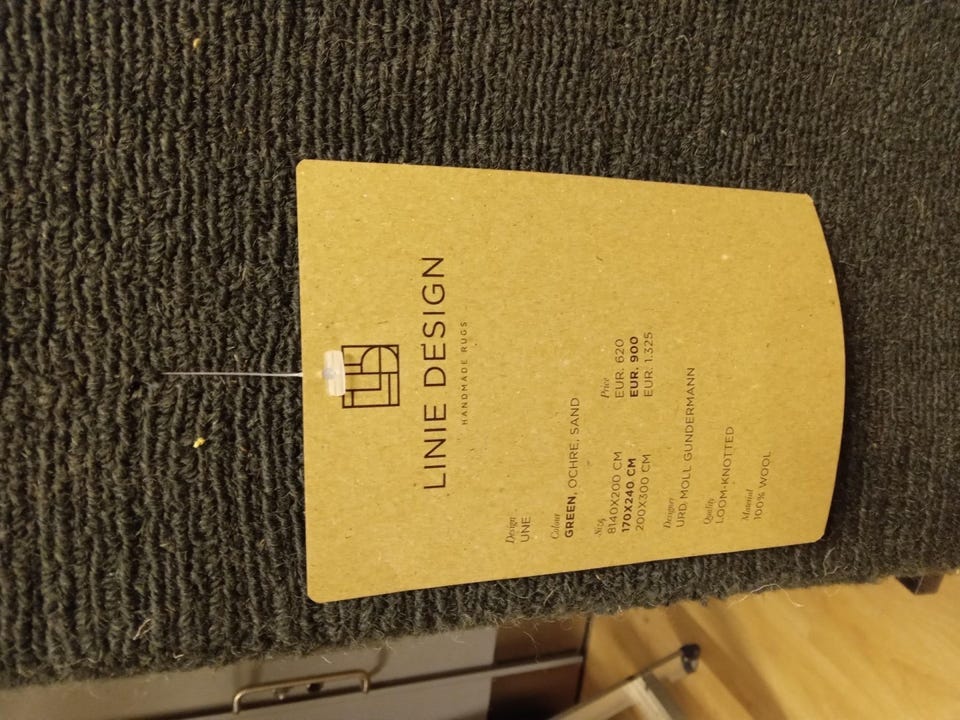 LINIE DESIGN
HANDMADE RUGS
Design
UNE
Colour
GREEN, OCHRE, SAND
Size Price
8140X200 CM EUR. 620
170X240 CM EUR. 900
200X300 CM EUR. 1.325
Designer
URD MOLL GUNDERMANN
Quality
LOOM-KNOTTED
Material
100% WOOL